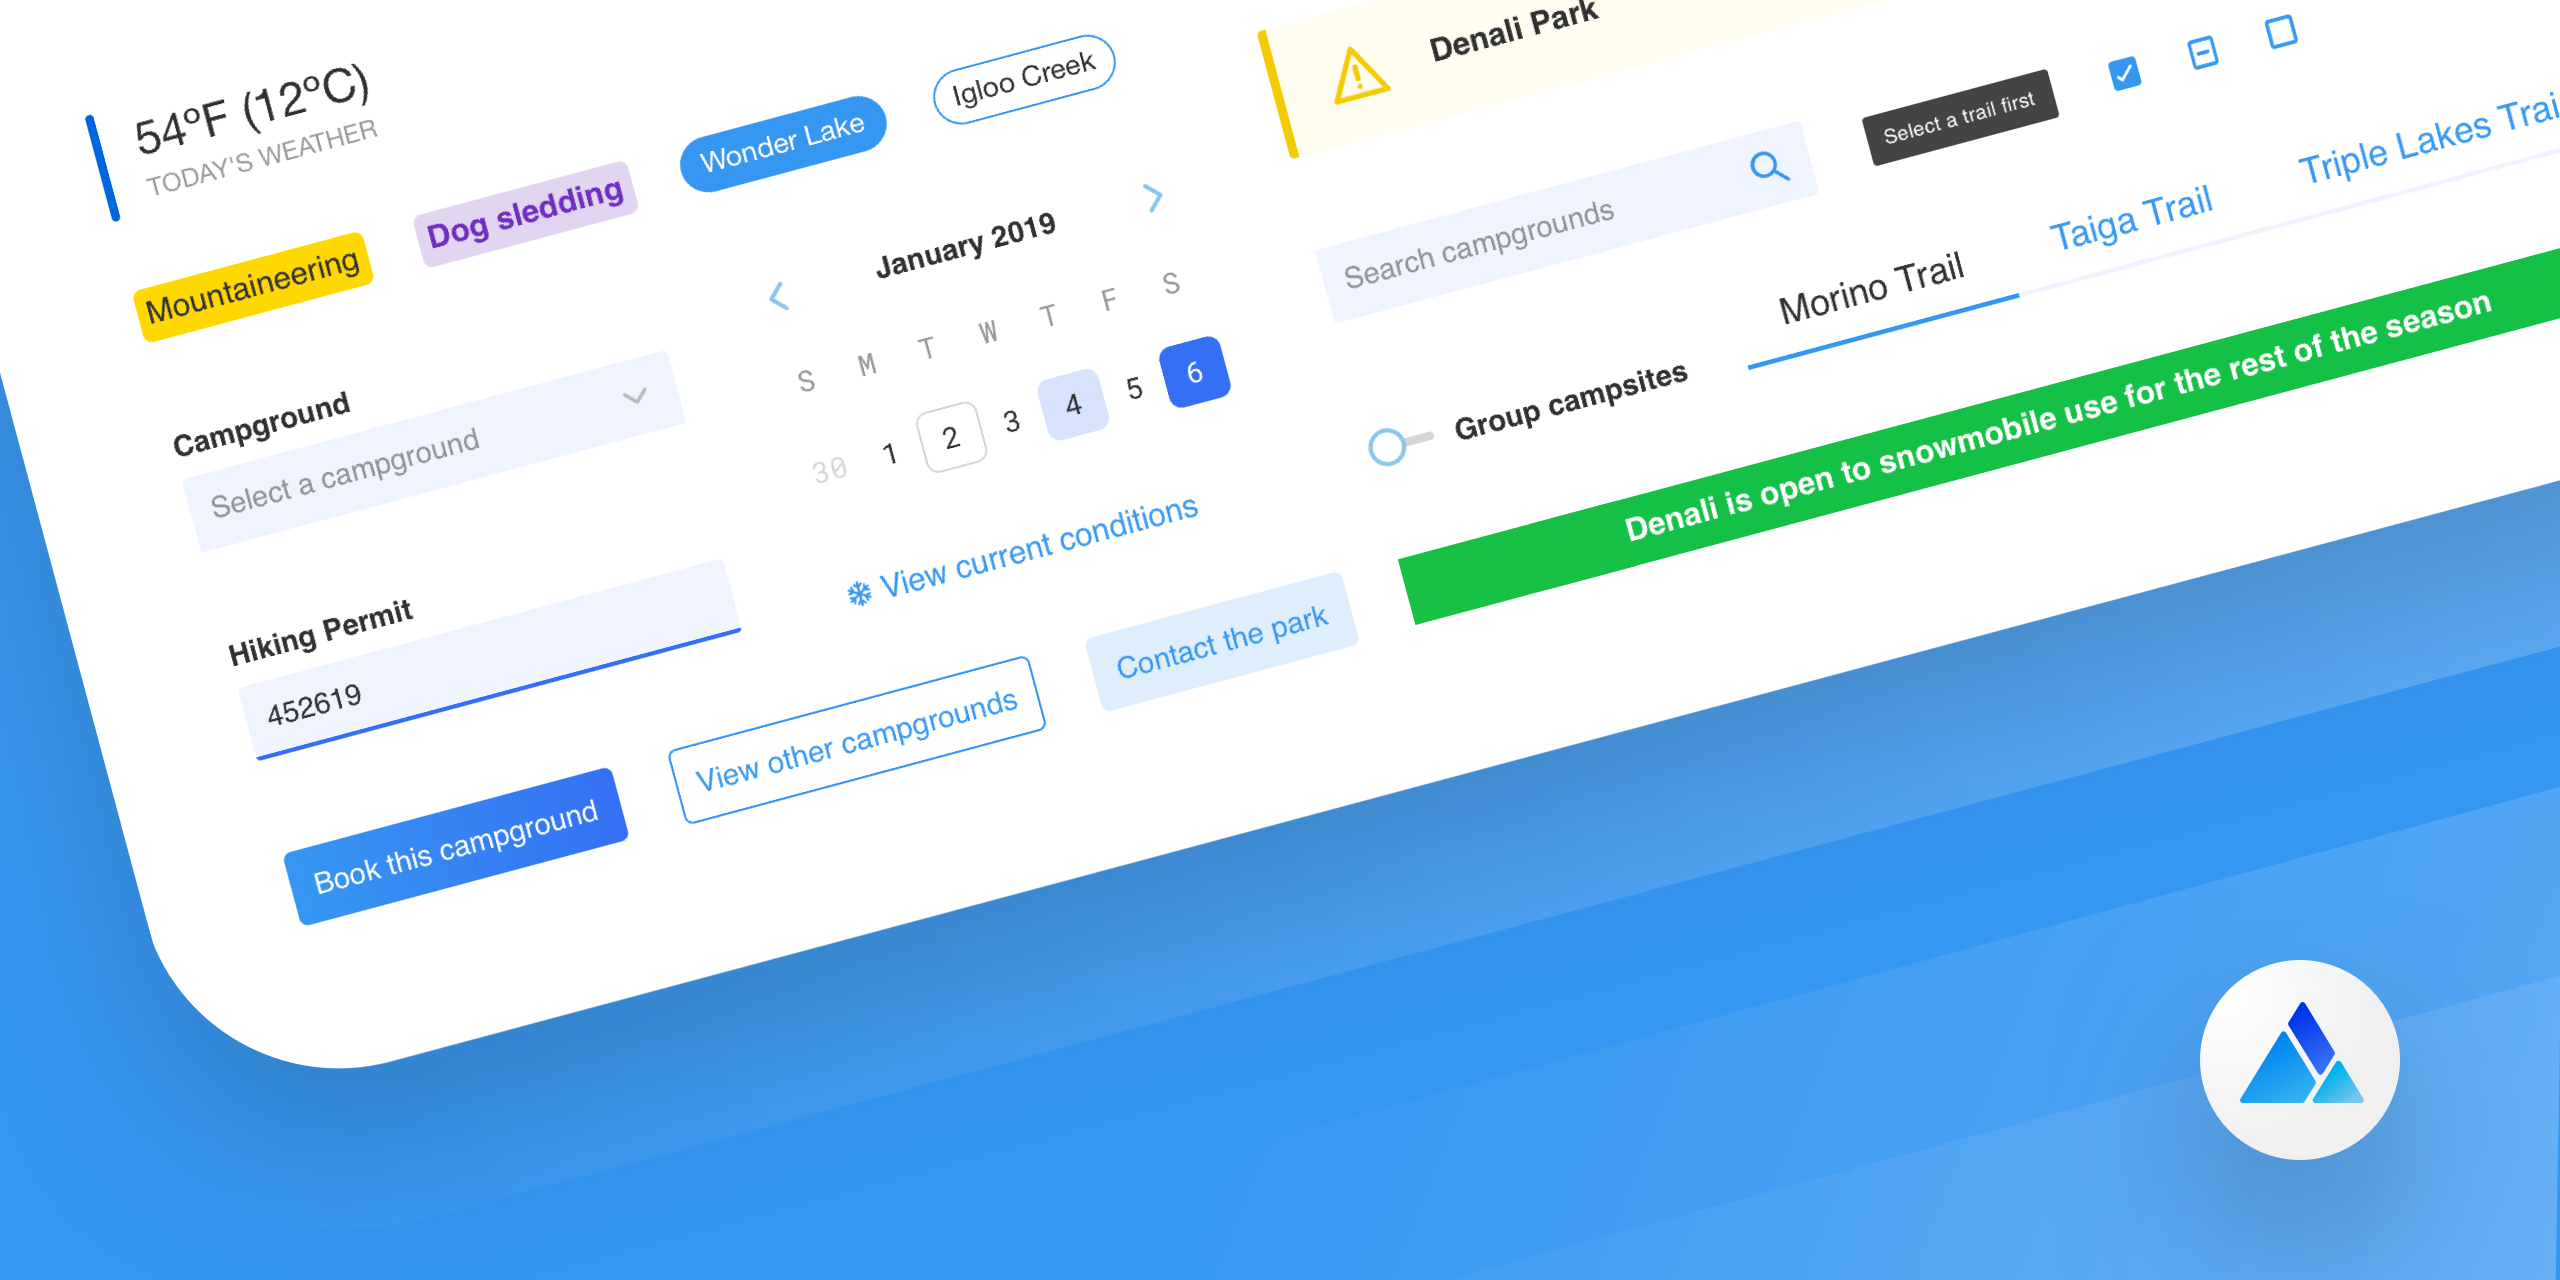 54°F (12°C)
TODAY'S WEATHER
Mountaineering
Dog sledding
Wonder Lake
Igloo Creek
Campground
Select a campground
Hiking Permit
452619
January 2019
S M T W T F S
30 1 2 3 4 5 6
View current conditions
Book this campground
View other campgrounds
Contact the park
Denali Park
Search campgrounds
Select a trail first
Morino Trail
Taiga Trail
Triple Lakes Trai
Group campsites
Denali is open to snowmobile use for the rest of the season